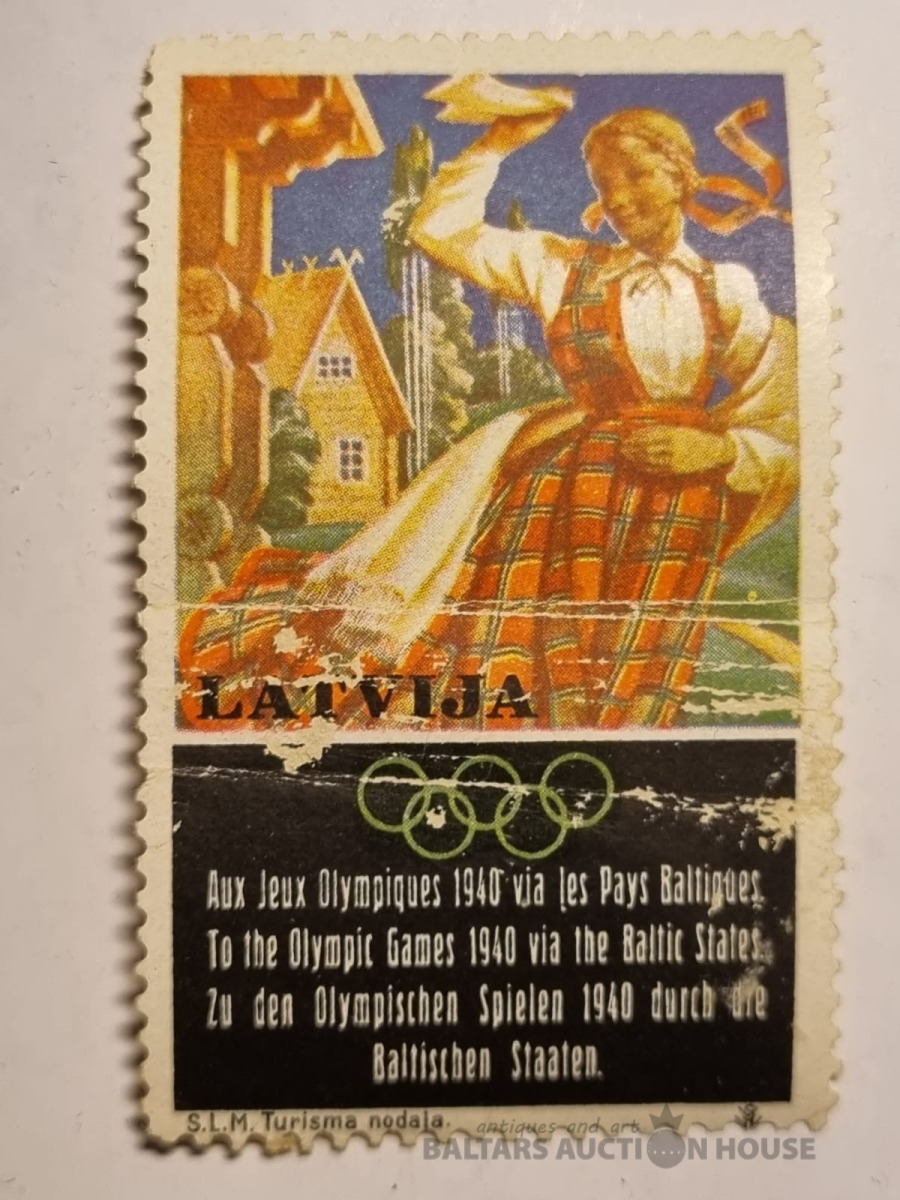 LATVIJA
Aux Jeux Olympiques 1940 via les Pays Baltiques.
To the Olympic Games 1940 via the Baltic States.
Zu den Olympischen Spielen 1940 durch die
Baltischen Staaten.
S.L.M. Turisma nodaļa.
antiques and art
BALTARS AUCTION HOUSE